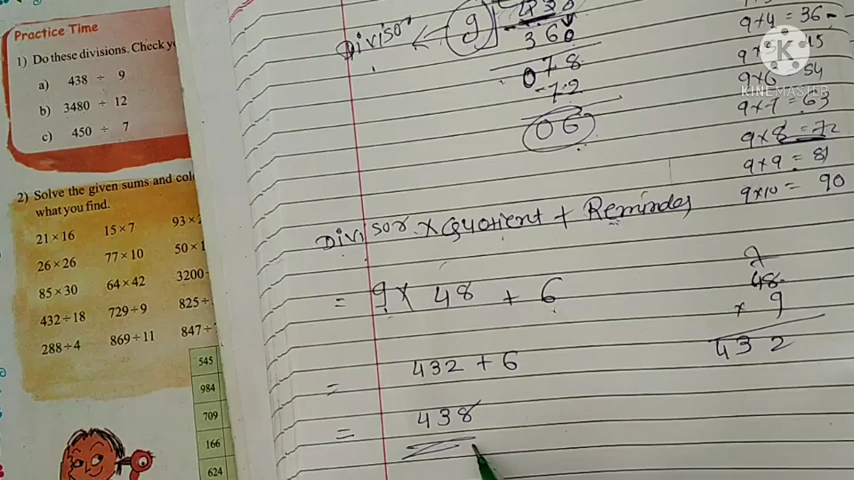 Practice Time
1) Do these divisions. Check
a) 438 ÷ 9
b) 3480 ÷ 12
c) 450 ÷ 7
2) Solve the given sums and
what you find.
21×16 15×7
26×26 77×10
85×30 64×42 3200
432÷18 729÷9 825÷
288÷4 869÷11 847÷
545
984
709
166
624
Divisor 9
360
078
-72
06
9×4 = 36
9×6 54
9×7 = 63
9×8 = 72
9×9 = 81
9×10 = 90
KINEMASTER
Divisor × Quotient + Reminder
= 9 × 48 + 6
48
× 9
432
= 432 + 6
= 438